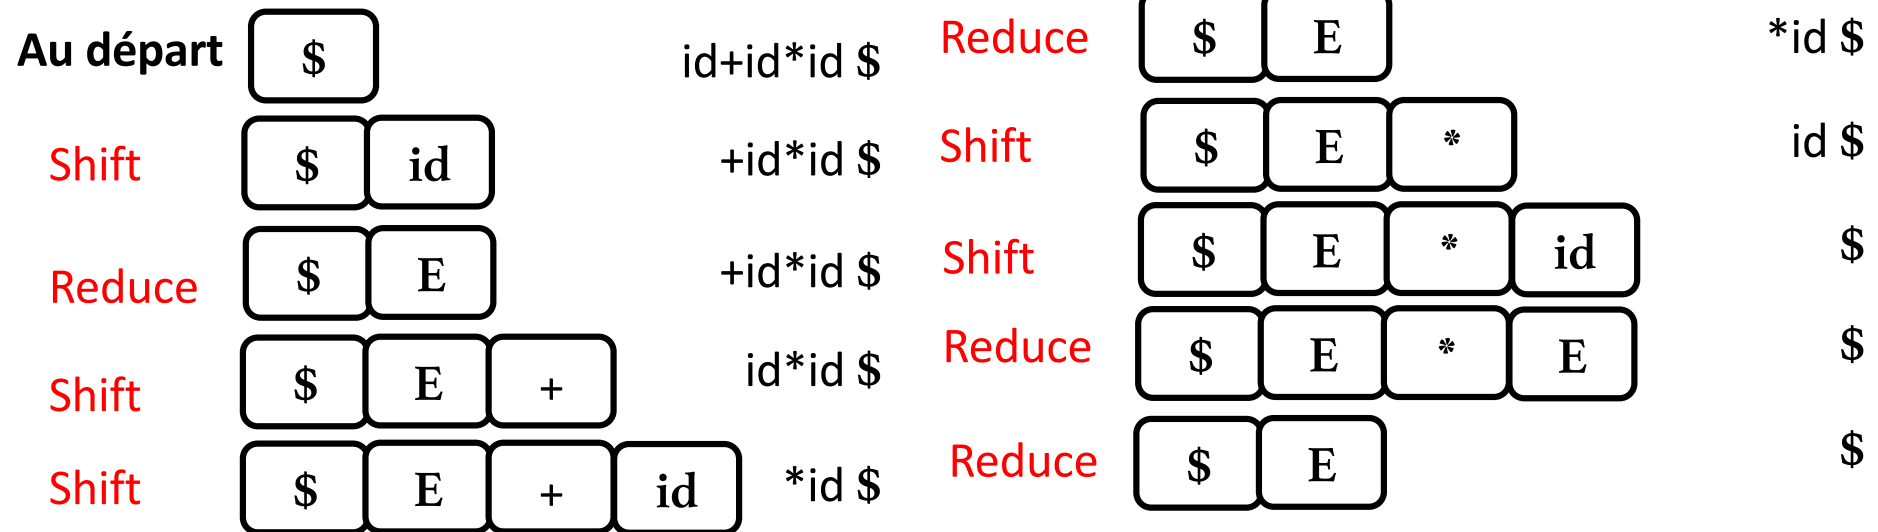 Au départ $ id+id*id $
Shift $ id +id*id $
Reduce $ E +id*id $
Shift $ E + id*id $
Shift $ E + id *id $
Reduce $ E *id $
Shift $ E * id $
Shift $ E * id $
Reduce $ E * E $
Reduce $ E $